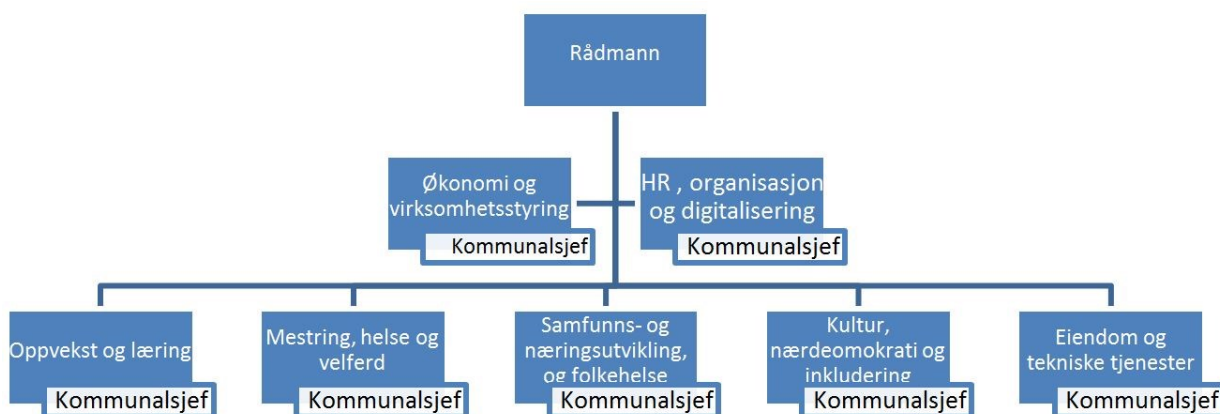 Rådmann
Økonomi og
virksomhetsstyring
Kommunalsjef
HR , organisasjon
og digitalisering
Kommunalsjef
Oppvekst og læring
Kommunalsjef
Mestring, helse og
velferd
Kommunalsjef
Samfunns- og
næringsutvikling,
og folkehelse
Kommunalsjef
Kultur,
nærdeomokrati og
inkludering
Kommunalsjef
Eiendom og
tekniske tjenester
Kommunalsjef